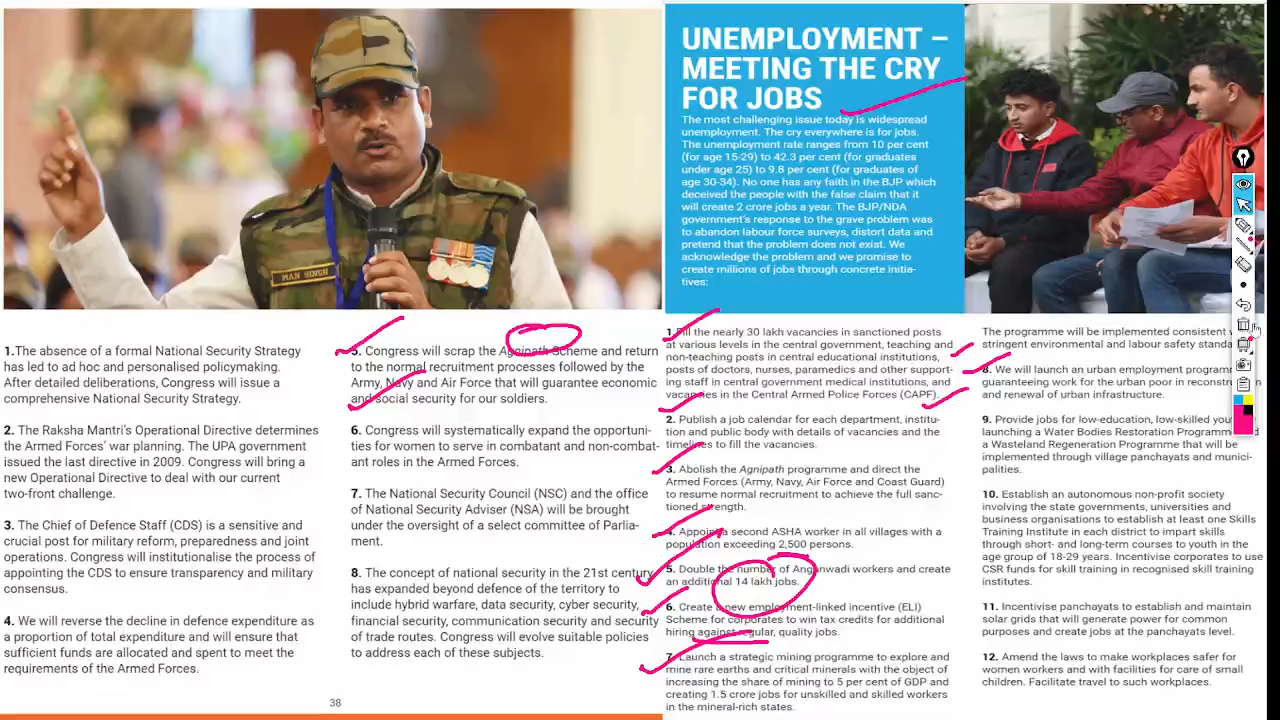 MAN SINGH
1.The absence of a formal National Security Strategy
has led to ad hoc and personalised policymaking.
After detailed deliberations, Congress will issue a
comprehensive National Security Strategy.
2. The Raksha Mantri's Operational Directive determines
the Armed Forces' war planning. The UPA government
issued the last directive in 2009. Congress will bring a
new Operational Directive to deal with our current
two-front challenge.
3. The Chief of Defence Staff (CDS) is a sensitive and
crucial post for military reform, preparedness and joint
operations. Congress will institutionalise the process of
appointing the CDS to ensure transparency and military
consensus.
4. We will reverse the decline in defence expenditure as
a proportion of total expenditure and will ensure that
sufficient funds are allocated and spent to meet the
requirements of the Armed Forces.
5. Congress will scrap the Agnipath Scheme and return
to the normal recruitment processes followed by the
Army, Navy and Air Force that will guarantee economic
and social security for our soldiers.
6. Congress will systematically expand the opportuni-
ties for women to serve in combatant and non-combat-
ant roles in the Armed Forces.
7. The National Security Council (NSC) and the office
of National Security Adviser (NSA) will be brought
under the oversight of a select committee of Parlia-
ment.
8. The concept of national security in the 21st century
has expanded beyond defence of the territory to
include hybrid warfare, data security, cyber security,
financial security, communication security and security
of trade routes. Congress will evolve suitable policies
to address each of these subjects.
38
UNEMPLOYMENT –
MEETING THE CRY
FOR JOBS
The most challenging issue today is widespread
unemployment. The cry everywhere is for jobs.
The unemployment rate ranges from 10 per cent
(for age 15-29) to 42.3 per cent (for graduates
under age 25) to 9.8 per cent (for graduates of
age 30-34). No one has any faith in the BJP which
deceived the people with the false claim that it
will create 2 crore jobs a year. The BJP/NDA
government's response to the grave problem was
to abandon labour force surveys, distort data and
pretend that the problem does not exist. We
acknowledge the problem and we promise to
create millions of jobs through concrete initia-
tives:
1. Fill the nearly 30 lakh vacancies in sanctioned posts
at various levels in the central government, teaching and
non-teaching posts in central educational institutions,
posts of doctors, nurses, paramedics and other support-
ing staff in central government medical institutions, and
vacancies in the Central Armed Police Forces (CAPF).
2. Publish a job calendar for each department, institu-
tion and public body with details of vacancies and the
timelines to fill the vacancies.
3. Abolish the Agnipath programme and direct the
Armed Forces (Army, Navy, Air Force and Coast Guard)
to resume normal recruitment to achieve the full sanc-
tioned strength.
4. Appoint a second ASHA worker in all villages with a
population exceeding 2,500 persons.
5. Double the number of Anganwadi workers and create
an additional 14 lakh jobs.
6. Create a new employment-linked incentive (ELI)
Scheme for corporates to win tax credits for additional
hiring against regular, quality jobs.
7. Launch a strategic mining programme to explore and
mine rare earths and critical minerals with the object of
increasing the share of mining to 5 per cent of GDP and
creating 1.5 crore jobs for unskilled and skilled workers
in the mineral-rich states.
The programme will be implemented consistent
stringent environmental and labour safety
8. We will launch an urban employment
guaranteeing work for the urban poor in
and renewal of urban infrastructure.
9. Provide jobs for low-education, low-skilled
launching a Water Bodies Restoration
a Wasteland Regeneration Programme that will be
implemented through village panchayats and munici-
palities.
10. Establish an autonomous non-profit society
involving the state governments, universities and
business organisations to establish at least one Skills
Training Institute in each district to impart skills
through short- and long-term courses to youth in the
age group of 18-29 years. Incentivise corporates to use
CSR funds for skill training in recognised skill training
institutes.
11. Incentivise panchayats to establish and maintain
solar grids that will generate power for common
purposes and create jobs at the panchayats level.
12. Amend the laws to make workplaces safer for
women workers and with facilities for care of small
children. Facilitate travel to such workplaces.